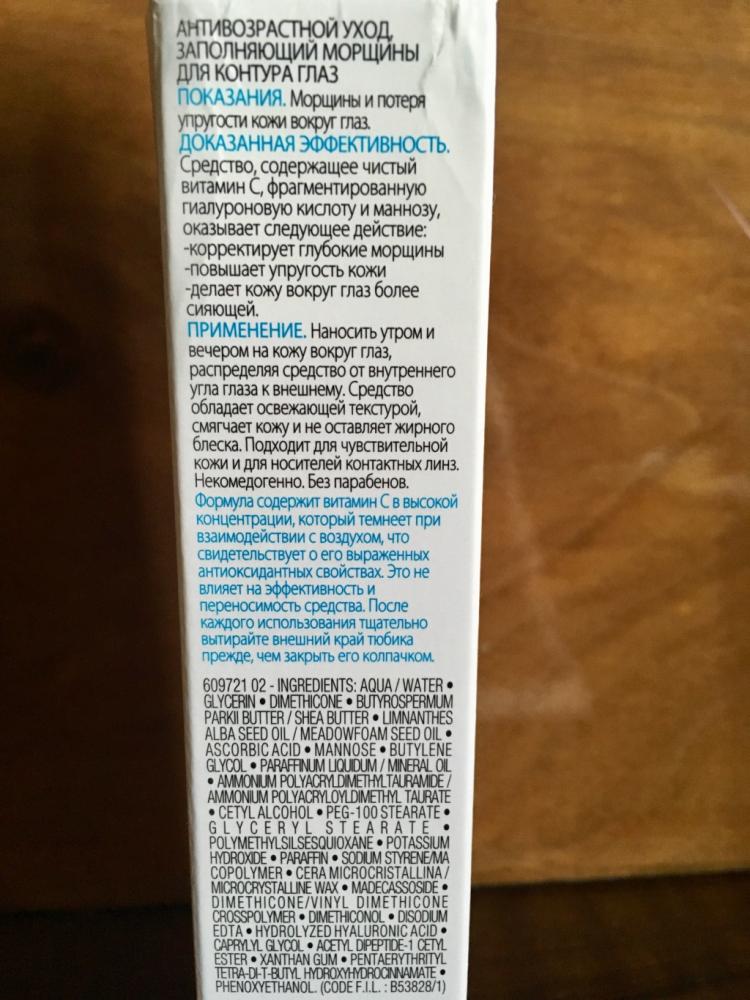 АНТИВОЗРАСТНОЙ УХОД,
ЗАПОЛНЯЮЩИЙ МОРЩИНЫ
ДЛЯ КОНТУРА ГЛАЗ
ПОКАЗАНИЯ. Морщины и потеря
упругости кожи вокруг глаз.
ДОКАЗАННАЯ ЭФФЕКТИВНОСТЬ.
Средство, содержащее чистый
витамин С, фрагментированную
гиалуроновую кислоту и маннозу,
оказывает следующее действие:
-корректирует глубокие морщины
-повышает упругость кожи
-делает кожу вокруг глаз более
сияющей.
ПРИМЕНЕНИЕ. Наносить утром и
вечером на кожу вокруг глаз,
распределяя средство от внутреннего
угла глаза к внешнему. Средство
обладает освежающей текстурой,
смягчает кожу и не оставляет жирного
блеска. Подходит для чувствительной
кожи и для носителей контактных линз.
Некомедогенно. Без парабенов.
Формула содержит витамин С в высокой
концентрации, который темнеет при
взаимодействии с воздухом, что
свидетельствует о его выраженных
антиоксидантных свойствах. Это не
влияет на эффективность и
переносимость средства. После
каждого использования тщательно
вытирайте внешний край тюбика
прежде, чем закрыть его колпачком.
609721 02 - INGREDIENTS: AQUA / WATER •
GLYCERIN • DIMETHICONE • BUTYROSPERMUM
PARKII BUTTER / SHEA BUTTER • LIMNANTHES
ALBA SEED OIL / MEADOWFOAM SEED OIL •
ASCORBIC ACID • MANNOSE • BUTYLENE
GLYCOL • PARAFFINUM LIQUIDUM / MINERAL OIL
• AMMONIUM POLYACRYLDIMETHYLTAURAMIDE /
AMMONIUM POLYACRYLOYLDIMETHYL TAURATE
• CETYL ALCOHOL • PEG-100 STEARATE •
GLYCERYL STEARATE •
POLYMETHYLSILSESQUIOXANE • POTASSIUM
HYDROXIDE • PARAFFIN • SODIUM STYRENE/MA
COPOLYMER • CERA MICROCRISTALLINA /
MICROCRYSTALLINE WAX • MADECASSOSIDE •
DIMETHICONE/VINYL DIMETHICONE
CROSSPOLYMER • DIMETHICONOL • DISODIUM
EDTA • HYDROLYZED HYALURONIC ACID •
CAPRYLYL GLYCOL • ACETYL DIPEPTIDE-1 CETYL
ESTER • XANTHAN GUM • PENTAERYTHRITYL
TETRA-DI-T-BUTYL HYDROXYHYDROCINNAMATE •
PHENOXYETHANOL. (CODE F.I.L. : B53828/1)